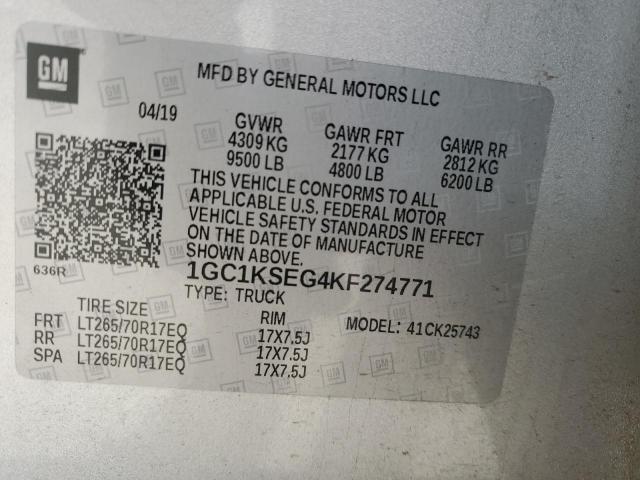 GM
MFD BY GENERAL MOTORS LLC
04/19
GVWR GAWR FRT GAWR RR
4309 KG 2177 KG 2812 KG
9500 LB 4800 LB 6200 LB
THIS VEHICLE CONFORMS TO ALL
APPLICABLE U.S. FEDERAL MOTOR
VEHICLE SAFETY STANDARDS IN EFFECT
ON THE DATE OF MANUFACTURE
SHOWN ABOVE.
636R
1GC1KSEG4KF274771
TYPE: TRUCK
TIRE SIZE RIM MODEL: 41CK25743
FRT LT265/70R17EQ 17X7.5J
RR LT265/70R17EQ 17X7.5J
SPA LT265/70R17EQ 17X7.5J